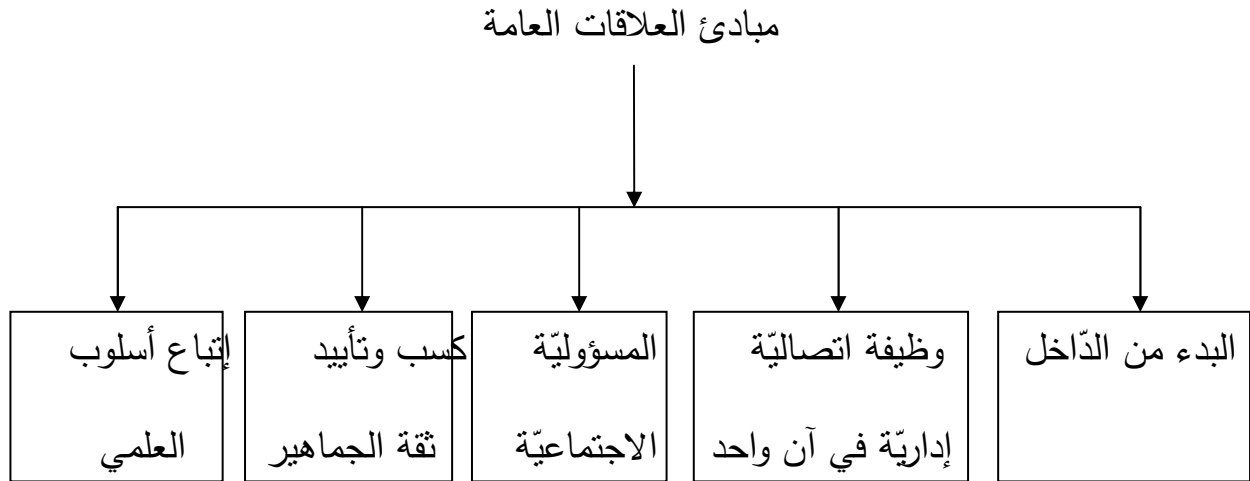 مبادئ العلاقات العامة
البدء من الدّاخل
وظيفة اتصاليّة
إداريّة في آن واحد
المسؤوليّة
الاجتماعيّة
كسب وتأييد
ثقة الجماهير
إتباع أسلوب
العلمي